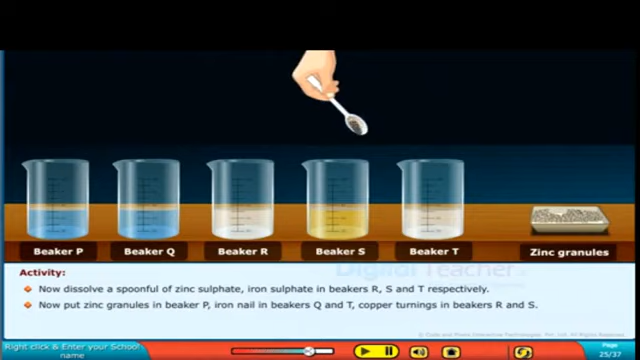 Beaker P
Beaker Q
Beaker R
Beaker S
Beaker T
Zinc granules
Digital Teacher
Activity:
Now dissolve a spoonful of zinc sulphate, iron sulphate in beakers R, S and T respectively.
Now put zinc granules in beaker P, iron nail in beakers Q and T, copper turnings in beakers R and S.
Right click & Enter your School
name
Page
25/37